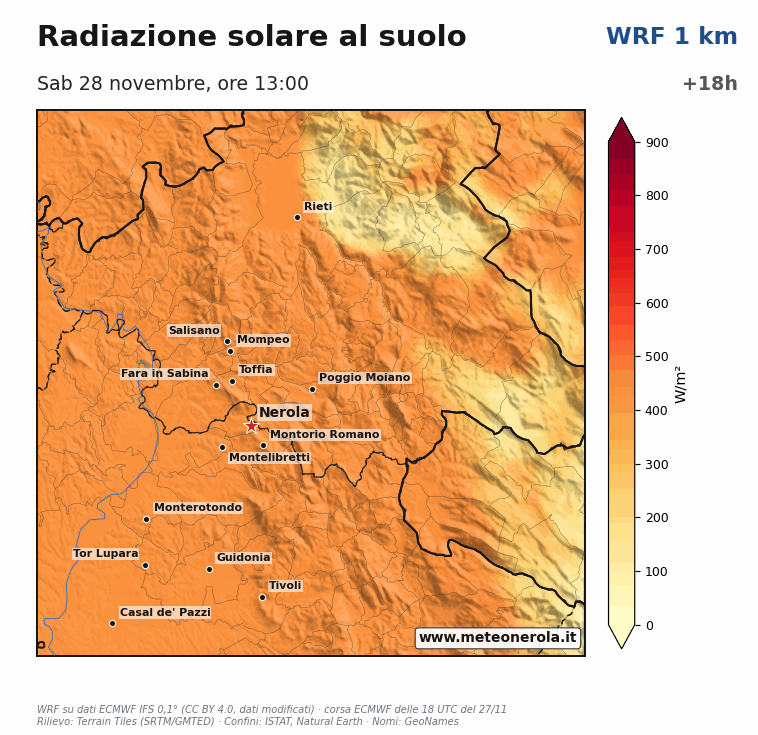 Radiazione solare al suolo
WRF 1 km
Sab 28 novembre, ore 13:00
+18h
Rieti
Salisano
Mompeo
Toffia
Fara in Sabina
Poggio Moiano
Nerola
Montorio Romano
Montelibretti
Monterotondo
Tor Lupara
Guidonia
Tivoli
Casal de' Pazzi
www.meteonerola.it
900
800
700
600
500
400
300
200
100
0
W/m²
WRF su dati ECMWF IFS 0,1° (CC BY 4.0, dati modificati) · corsa ECMWF delle 18 UTC del 27/11
Rilievo: Terrain Tiles (SRTM/GMTED) · Confini: ISTAT, Natural Earth · Nomi: GeoNames